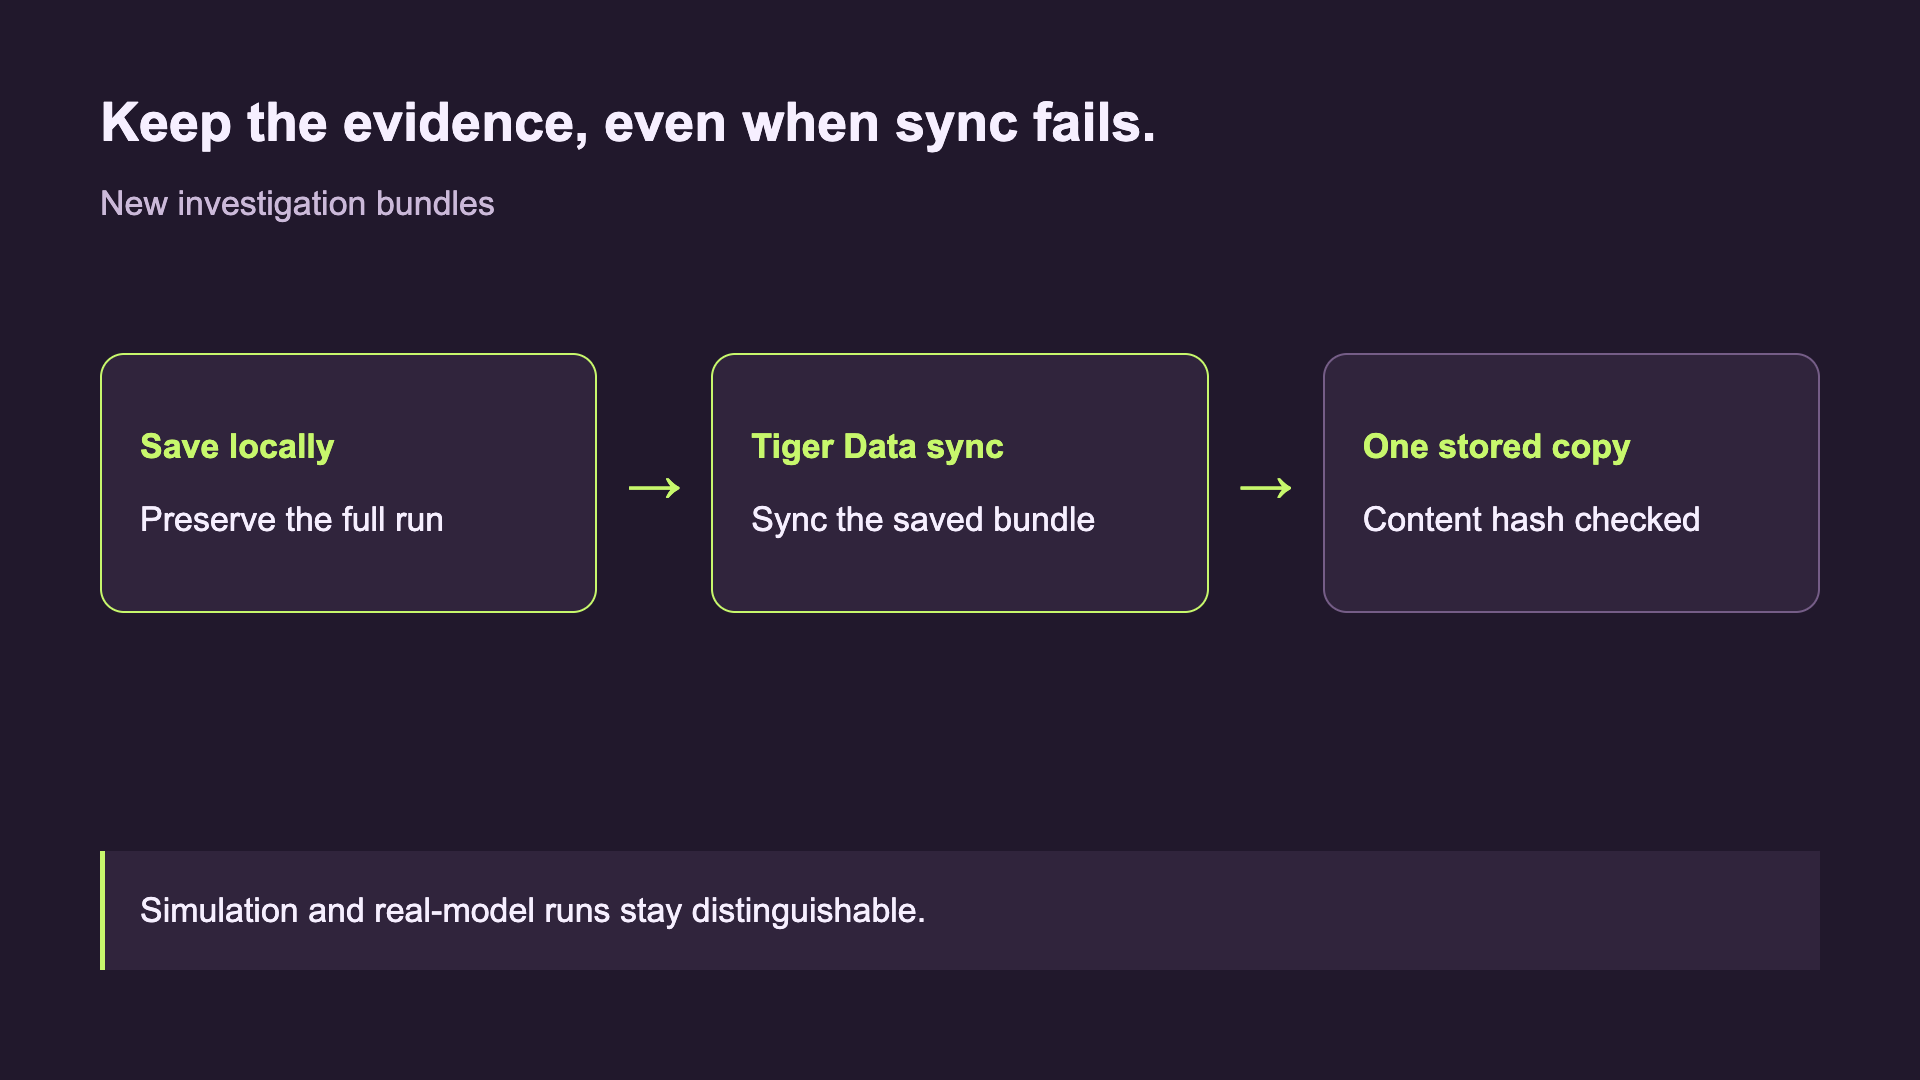 Keep the evidence, even when sync fails.
New investigation bundles
Save locally
Preserve the full run
→
Tiger Data sync
Sync the saved bundle
→
One stored copy
Content hash checked
Simulation and real-model runs stay distinguishable.